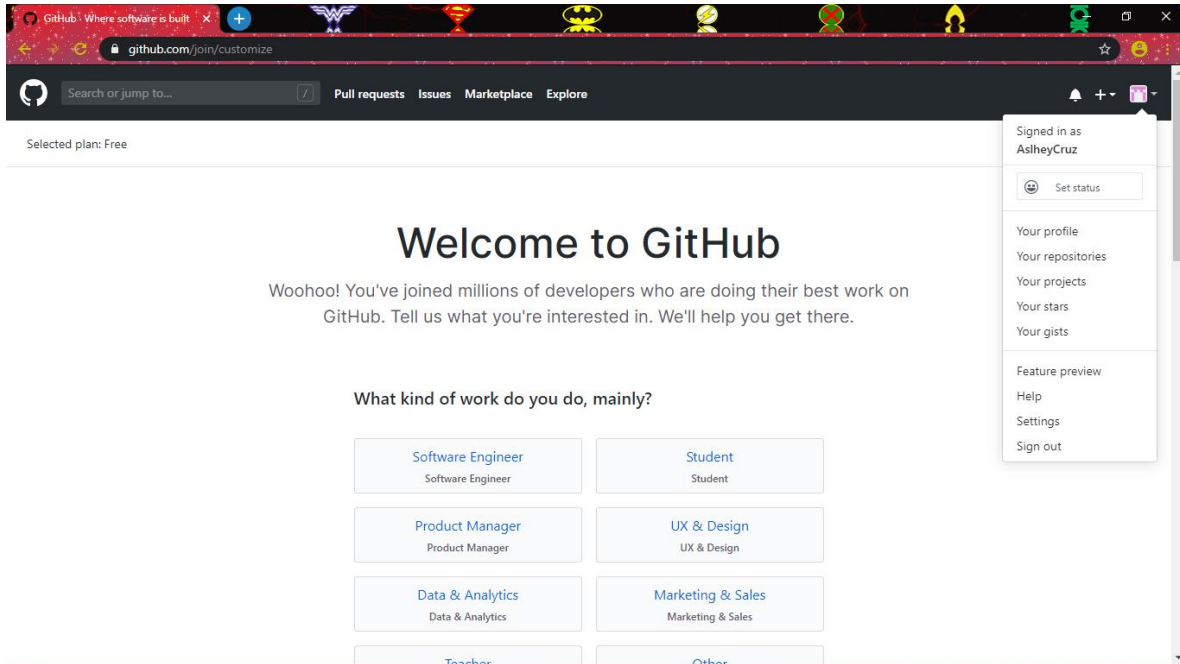 GitHub: Where software is built
github.com/join/customize
Search or jump to...
/
Pull requests Issues Marketplace Explore
Selected plan: Free
Signed in as
AslheyCruz
Set status
Your profile
Your repositories
Your projects
Your stars
Your gists
Feature preview
Help
Settings
Sign out
Welcome to GitHub
Woohoo! You've joined millions of developers who are doing their best work on
GitHub. Tell us what you're interested in. We'll help you get there.
What kind of work do you do, mainly?
Software Engineer
Software Engineer
Student
Student
Product Manager
Product Manager
UX & Design
UX & Design
Data & Analytics
Data & Analytics
Marketing & Sales
Marketing & Sales
Teacher
Other